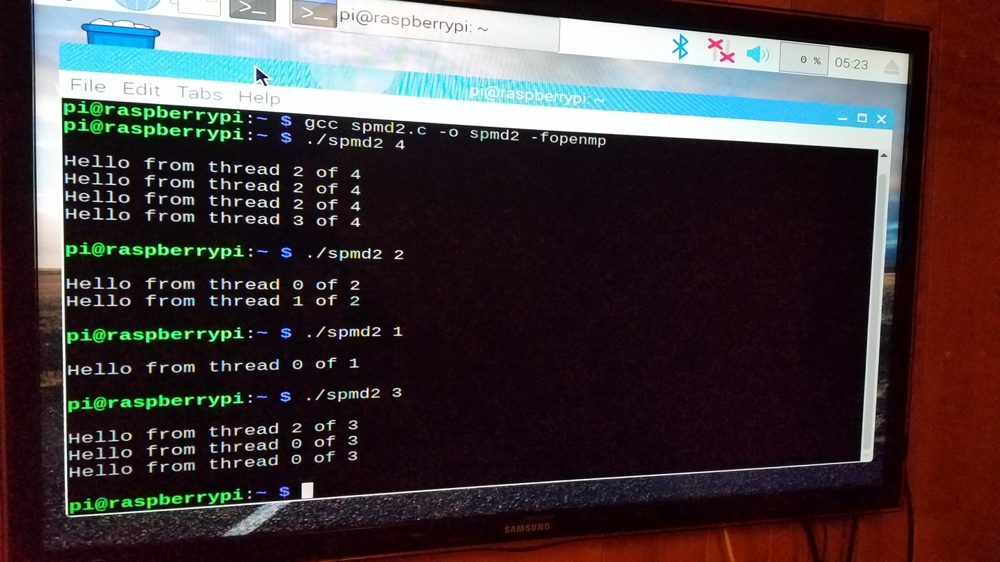 pi@raspberrypi: ~
0 %
05:23
pi@raspberrypi: ~
File Edit Tabs Help
pi@raspberrypi:~ $ gcc spmd2.c -o spmd2 -fopenmp
pi@raspberrypi:~ $ ./spmd2 4
Hello from thread 2 of 4
Hello from thread 2 of 4
Hello from thread 2 of 4
Hello from thread 3 of 4
pi@raspberrypi:~ $ ./spmd2 2
Hello from thread 0 of 2
Hello from thread 1 of 2
pi@raspberrypi:~ $ ./spmd2 1
Hello from thread 0 of 1
pi@raspberrypi:~ $ ./spmd2 3
Hello from thread 2 of 3
Hello from thread 0 of 3
Hello from thread 0 of 3
pi@raspberrypi:~ $
SAMSUNG